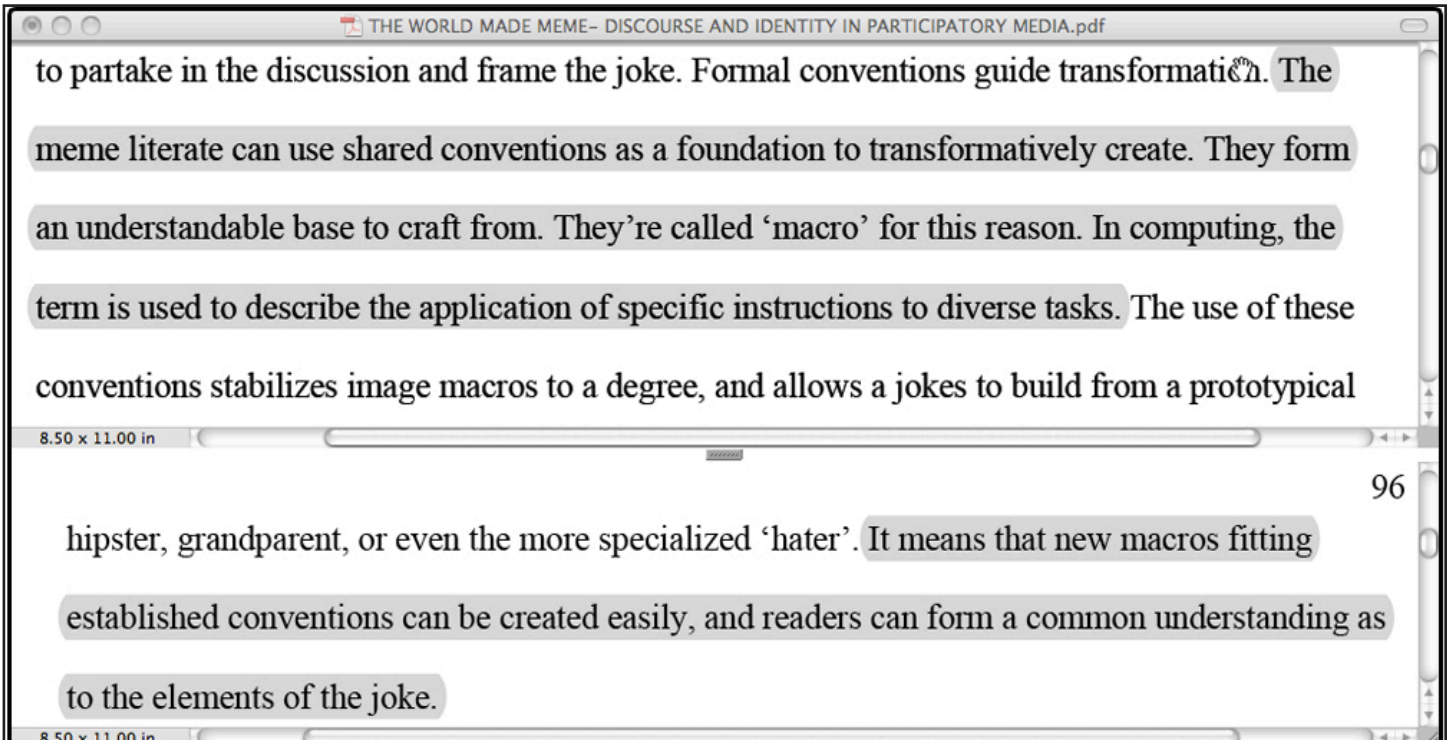 THE WORLD MADE MEME– DISCOURSE AND IDENTITY IN PARTICIPATORY MEDIA.pdf
to partake in the discussion and frame the joke. Formal conventions guide transformation. The
meme literate can use shared conventions as a foundation to transformatively create. They form
an understandable base to craft from. They’re called ‘macro’ for this reason. In computing, the
term is used to describe the application of specific instructions to diverse tasks. The use of these
conventions stabilizes image macros to a degree, and allows a jokes to build from a prototypical
8.50 x 11.00 in
96
hipster, grandparent, or even the more specialized ‘hater’. It means that new macros fitting
established conventions can be created easily, and readers can form a common understanding as
to the elements of the joke.
8.50 x 11.00 in